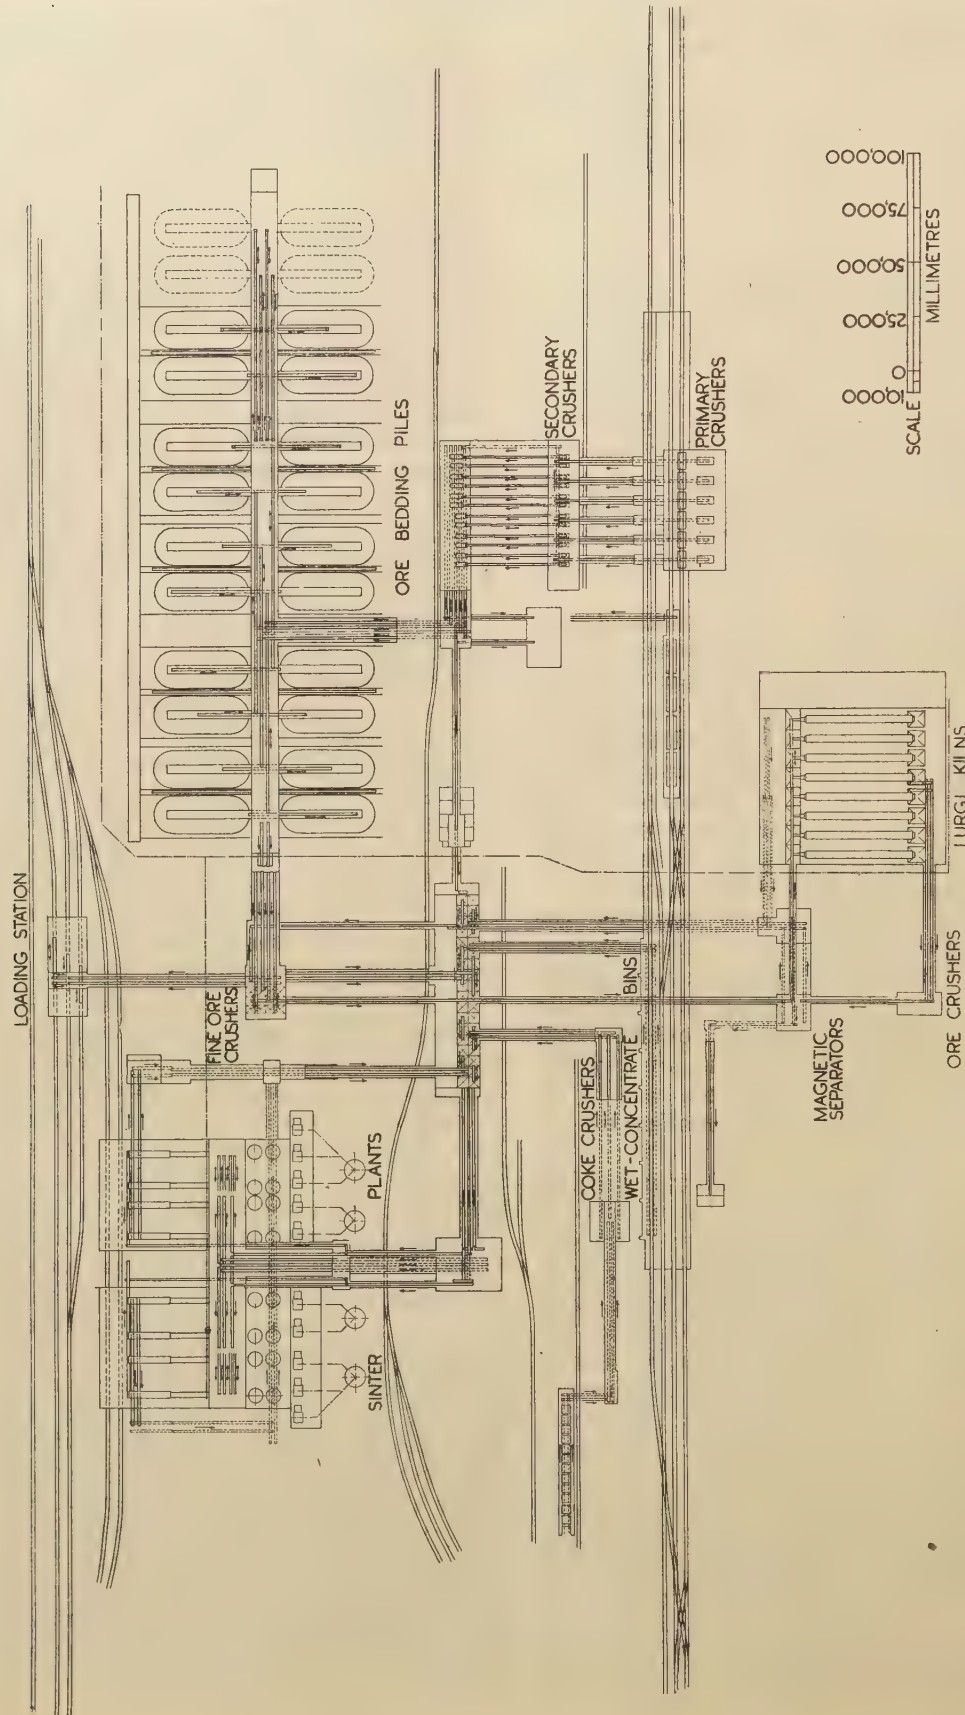 LOADING STATION
FINE ORE
CRUSHERS
SINTER PLANTS
ORE BEDDING PILES
SECONDARY
CRUSHERS
COKE CRUSHERS
WET-CONCENTRATE BINS
PRIMARY
CRUSHERS
MAGNETIC
SEPARATORS
10,000 0 25,000 50,000 75,000 100,000
SCALE
MILLIMETRES
ORE CRUSHERS
LURGI KILNS